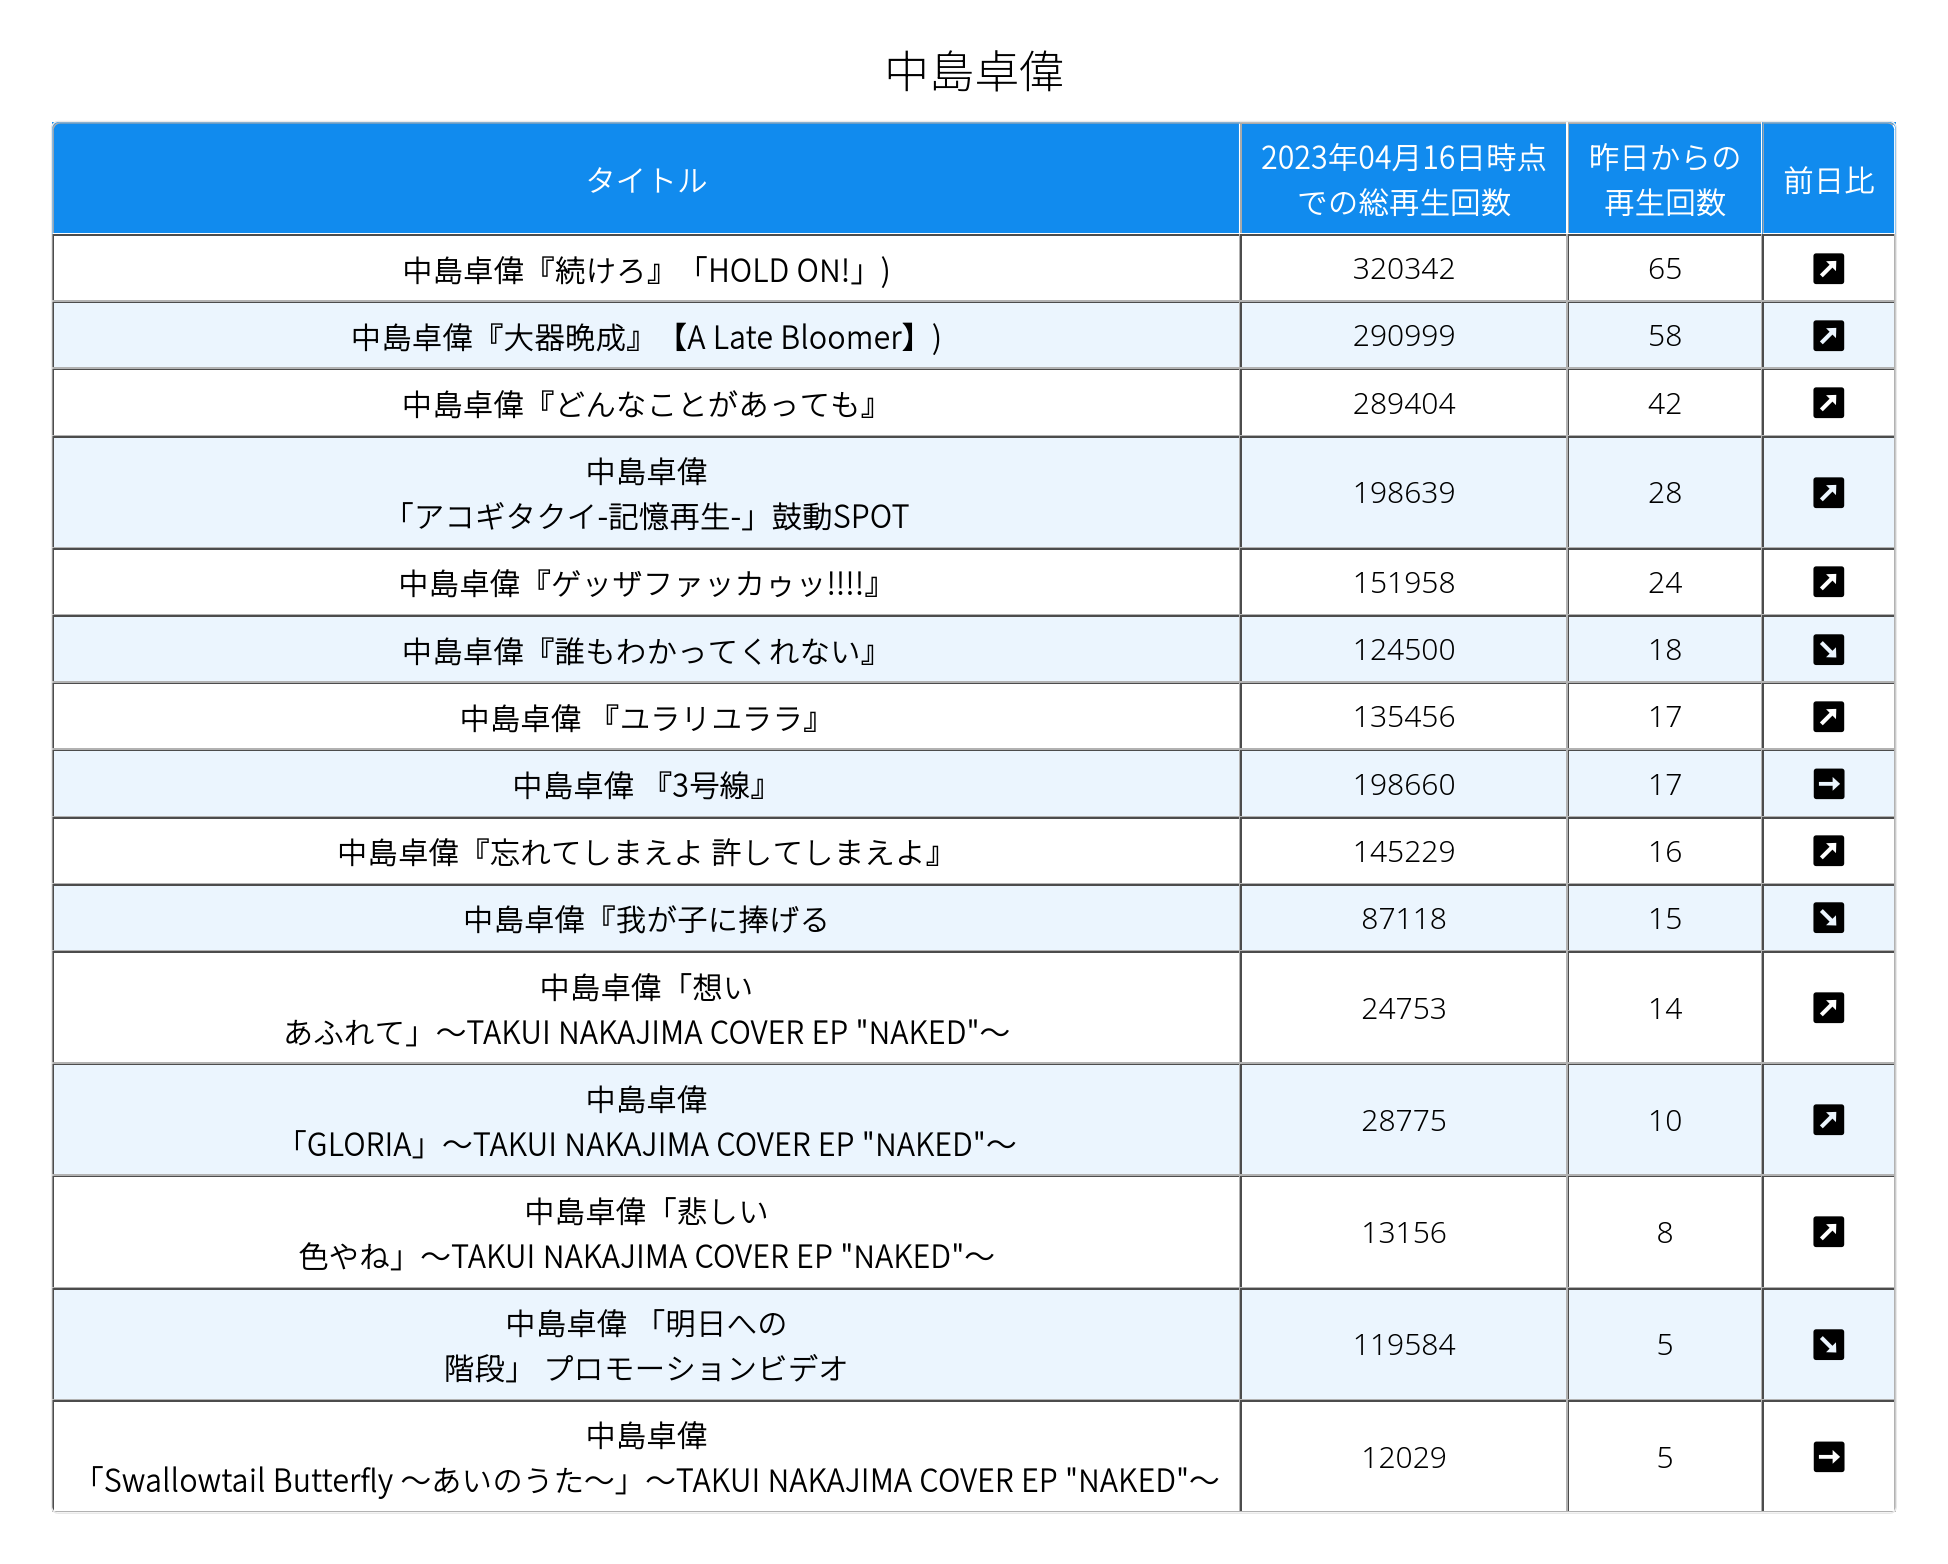 中島卓偉
タイトル
2023年04月16日時点
での総再生回数
昨日からの
再生回数
前日比
中島卓偉『続けろ』「HOLD ON!」) 320342 65
中島卓偉『大器晩成』【A Late Bloomer】) 290999 58
中島卓偉『どんなことがあっても』 289404 42
中島卓偉
「アコギタクイ-記憶再生-」鼓動SPOT 198639 28
中島卓偉『ゲッザファッカゥッ!!!!』 151958 24
中島卓偉『誰もわかってくれない』 124500 18
中島卓偉 『ユラリユララ』 135456 17
中島卓偉 『3号線』 198660 17
中島卓偉『忘れてしまえよ 許してしまえよ』 145229 16
中島卓偉『我が子に捧げる 87118 15
中島卓偉「想い
あふれて」〜TAKUI NAKAJIMA COVER EP "NAKED"〜 24753 14
中島卓偉
「GLORIA」〜TAKUI NAKAJIMA COVER EP "NAKED"〜 28775 10
中島卓偉「悲しい
色やね」〜TAKUI NAKAJIMA COVER EP "NAKED"〜 13156 8
中島卓偉 「明日への
階段」 プロモーションビデオ 119584 5
中島卓偉
「Swallowtail Butterfly 〜あいのうた〜」〜TAKUI NAKAJIMA COVER EP "NAKED"〜 12029 5